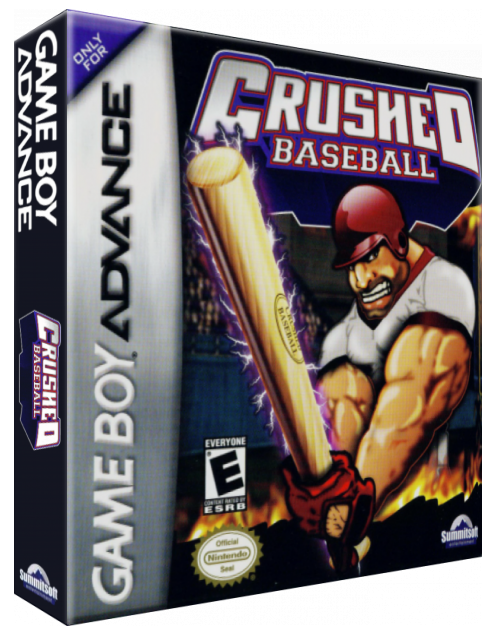 GAME BOY
ADVANCE
CRUSHED
BASEBALL
Summitsoft
ONLY
FOR
GAME BOY ADVANCE
CRUSHED
BASEBALL
BASEBALL
EVERYONE
E
CONTENT RATED BY
ESRB
Official
Nintendo
Seal
Summitsoft